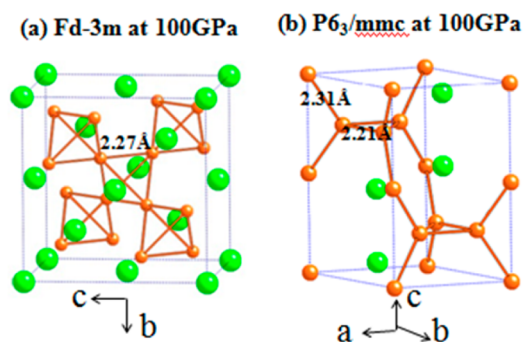 (a) Fd-3m at 100GPa
(b) P6₃/mmc at 100GPa
2.27Å
2.31Å
2.21Å
c
b
c
a
b